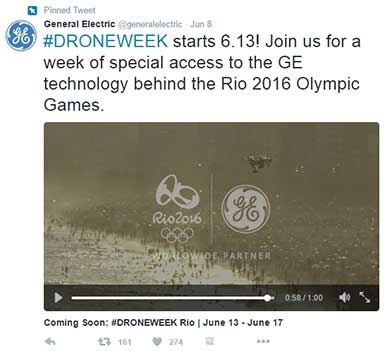 Pinned Tweet
General Electric @generalelectric · Jun 8
#DRONEWEEK starts 6.13! Join us for a
week of special access to the GE
technology behind the Rio 2016 Olympic
Games.
Rio2016
WORLDWIDE PARTNER
0:58 / 1:00
Coming Soon: #DRONEWEEK Rio | June 13 - June 17
161 274